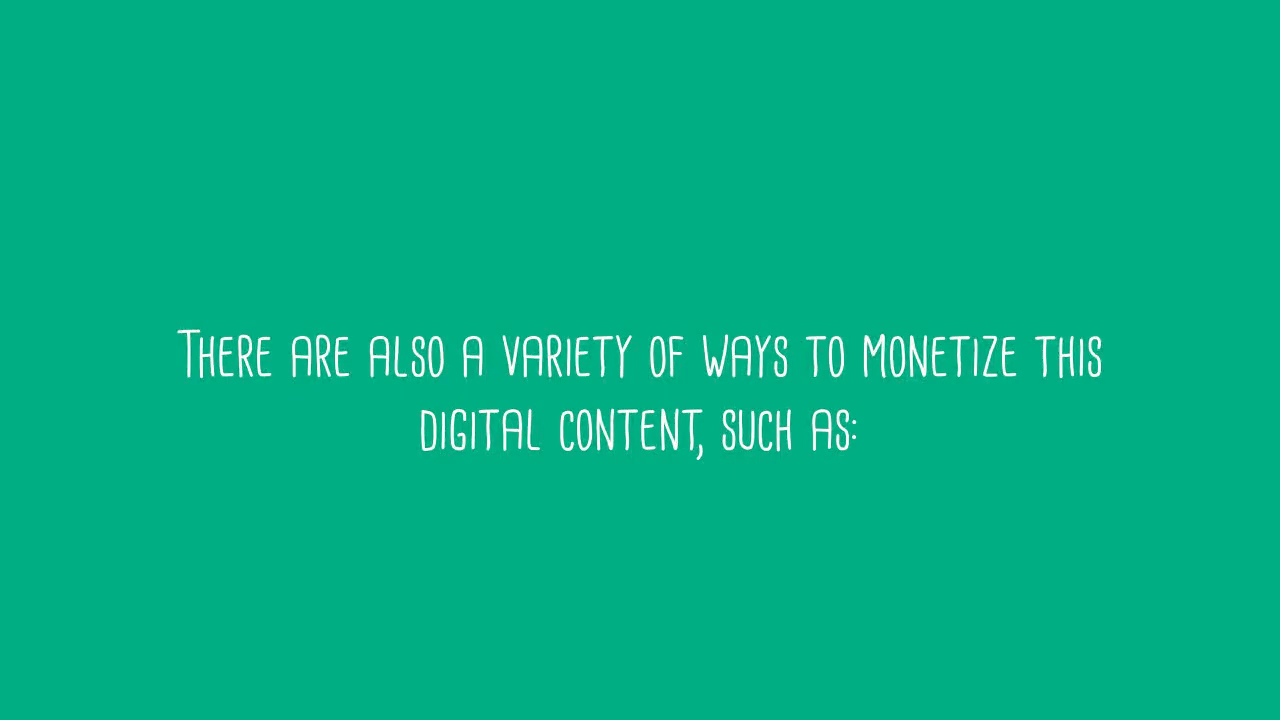 There are also a variety of ways to monetize this
digital content, such as: